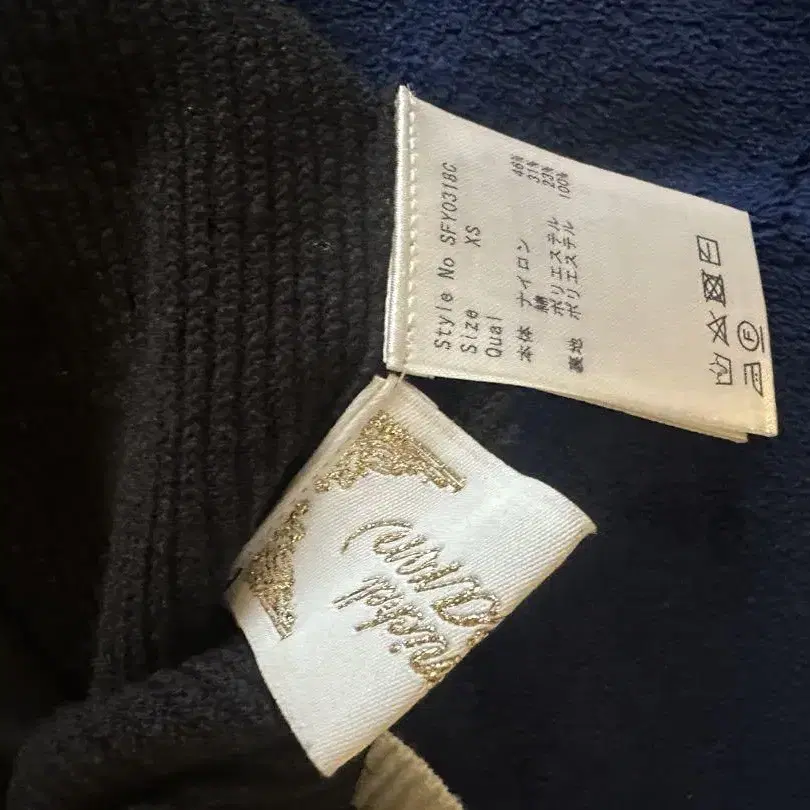 Style No SFY0318C
Size XS
Qual
本体 ナイロン 46%
綿 31%
ポリエステル 23%
裏地 ポリエステル 100%
F